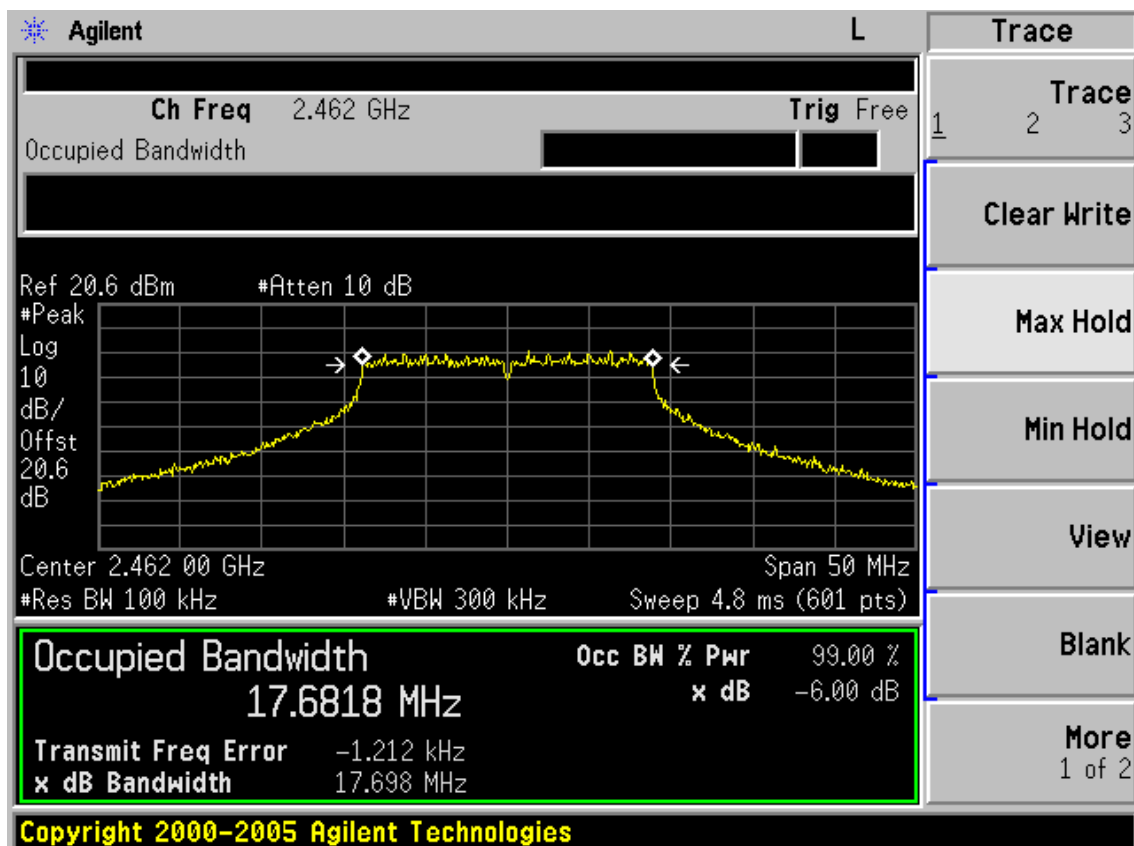 Agilent L Trace
Ch Freq 2.462 GHz Trig Free
Occupied Bandwidth
Trace
1 2 3
Clear Write
Max Hold
Min Hold
View
Blank
More
1 of 2
Ref 20.6 dBm #Atten 10 dB
#Peak
Log
10
dB/
Offst
20.6
dB
Center 2.462 00 GHz Span 50 MHz
#Res BW 100 kHz #VBW 300 kHz Sweep 4.8 ms (601 pts)
Occupied Bandwidth Occ BW % Pwr 99.00 %
17.6818 MHz x dB -6.00 dB
Transmit Freq Error -1.212 kHz
x dB Bandwidth 17.698 MHz
Copyright 2000-2005 Agilent Technologies